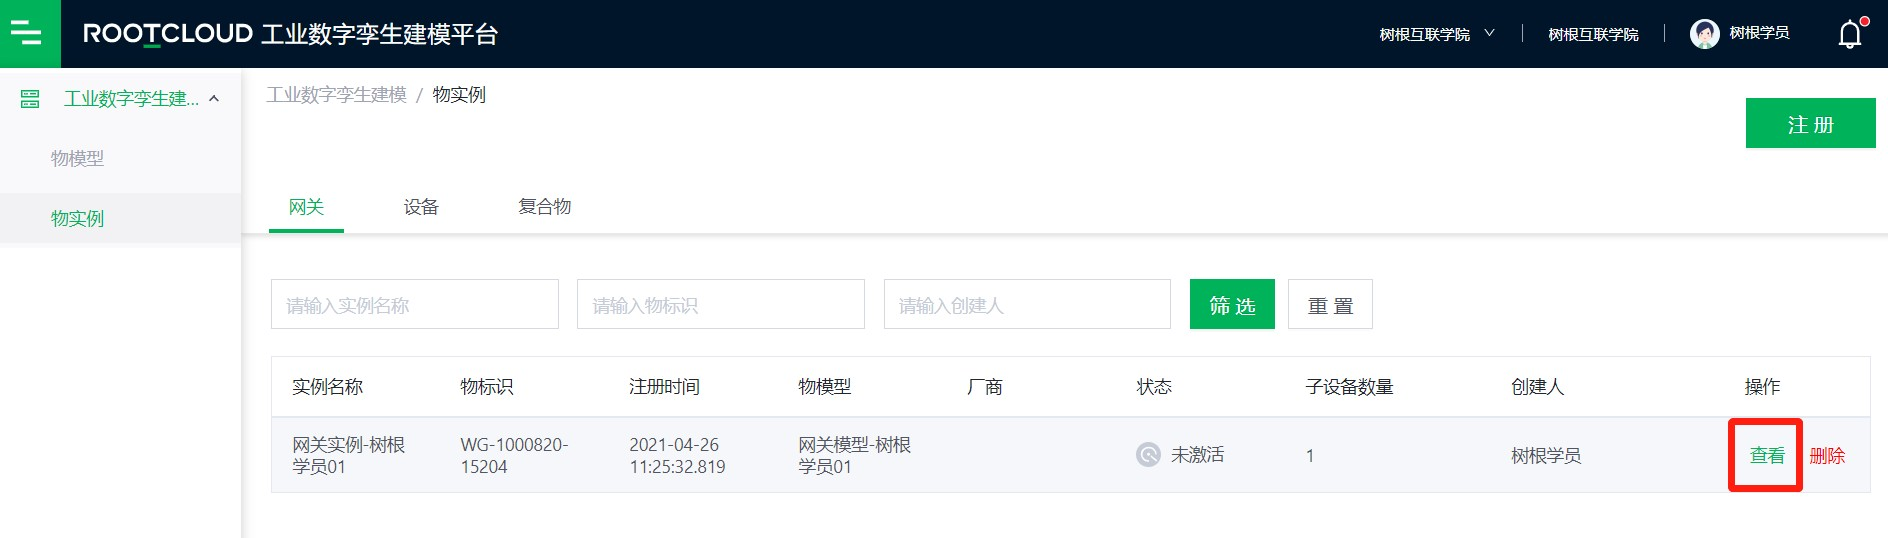 ROOTCLOUD 工业数字孪生建模平台
树根互联学院
树根互联学院
树根学员
工业数字孪生建...
物模型
物实例
工业数字孪生建模 / 物实例
注 册
网关
设备
复合物
请输入实例名称
请输入物标识
请输入创建人
筛 选
重 置
实例名称
物标识
注册时间
物模型
厂商
状态
子设备数量
创建人
操作
网关实例-树根
学员01
WG-1000820-
15204
2021-04-26
11:25:32.819
网关模型-树根
学员01
未激活
1
树根学员
查看
删除